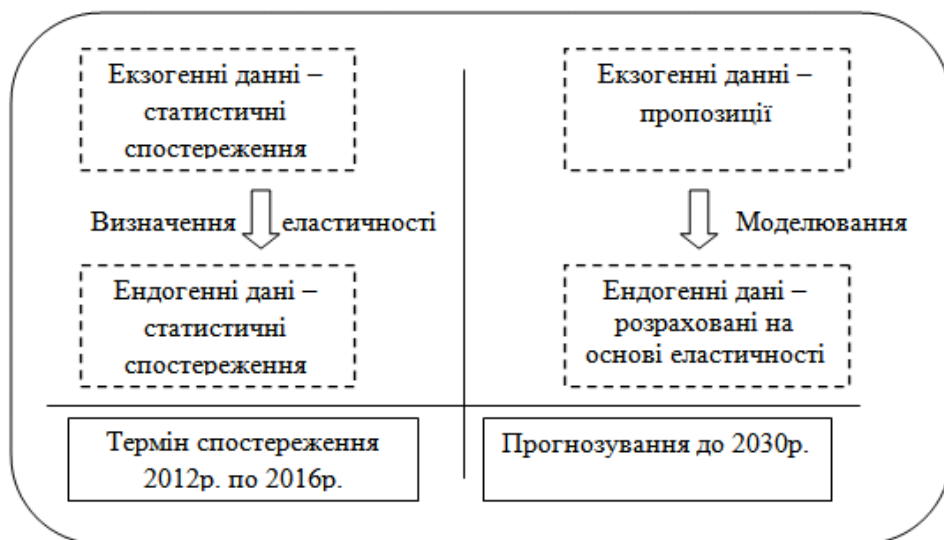 Екзогенні данні –
статистичні
спостереження
Визначення еластичності
Ендогенні дані –
статистичні
спостереження
Термін спостереження
2012р. по 2016р.
Екзогенні данні –
пропозиції
Моделювання
Ендогенні дані –
розраховані на
основі еластичності
Прогнозування до 2030р.